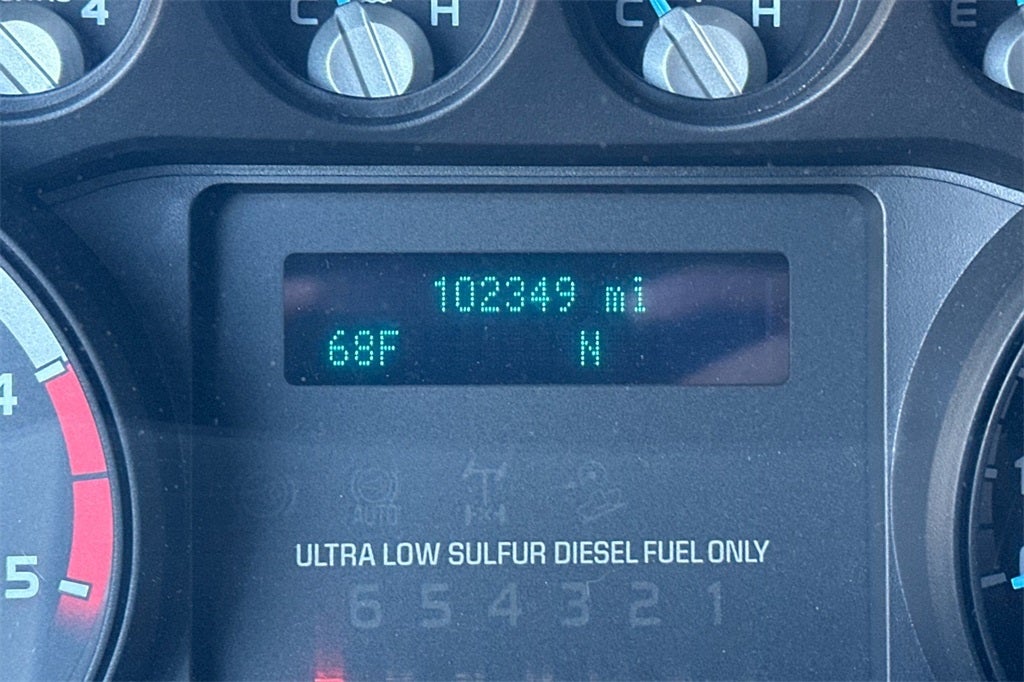 4
C H
C H
E
102349 mi
68F N
4
AUTO
4x4
ULTRA LOW SULFUR DIESEL FUEL ONLY
5
6 5 4 3 2 1